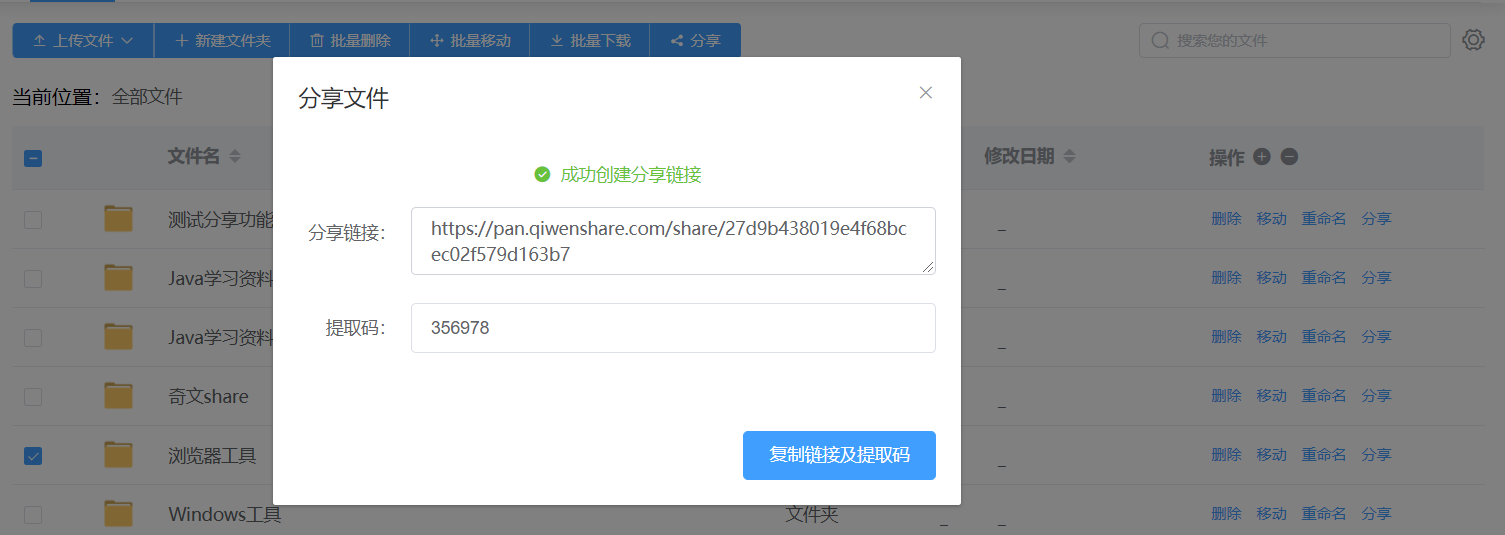 上传文件 新建文件夹 批量删除 批量移动 批量下载 分享 搜索您的文件
当前位置： 全部文件
分享文件
文件名 修改日期 操作
成功创建分享链接
测试分享功能 _ 删除 移动 重命名 分享
分享链接： https://pan.qiwenshare.com/share/27d9b438019e4f68bc
ec02f579d163b7
Java学习资料 _ 删除 移动 重命名 分享
提取码： 356978
Java学习资料 _ 删除 移动 重命名 分享
奇文share _ 删除 移动 重命名 分享
浏览器工具 _ 删除 移动 重命名 分享
复制链接及提取码
Windows工具 文件夹 _ _ 删除 移动 重命名 分享